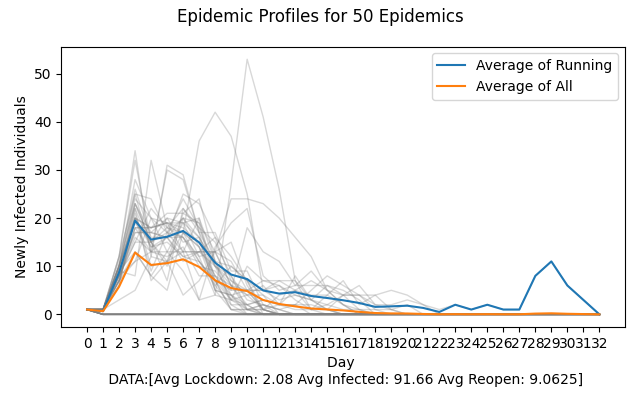 Epidemic Profiles for 50 Epidemics
Average of Running
Average of All
Newly Infected Individuals
50
40
30
20
10
0
0 1 2 3 4 5 6 7 8 9 10 11 12 13 14 15 16 17 18 19 20 21 22 23 24 25 26 27 28 29 30 31 32
Day
DATA:[Avg Lockdown: 2.08 Avg Infected: 91.66 Avg Reopen: 9.0625]